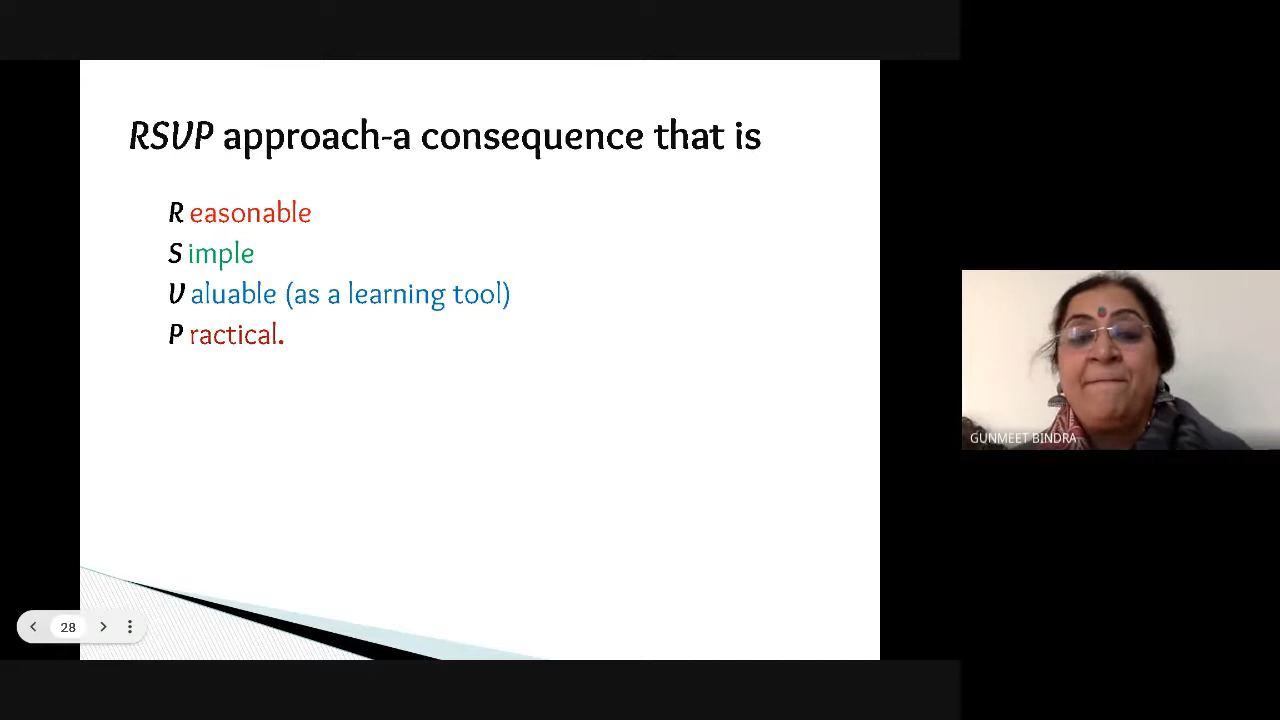 RSVP approach-a consequence that is
R easonable
S imple
V aluable (as a learning tool)
P ractical.
GUNMEET BINDRA
28